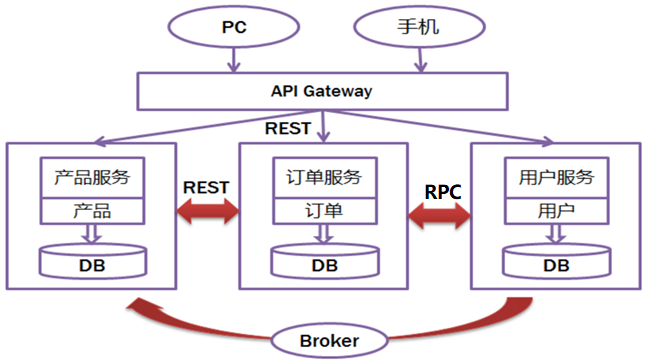 PC
手机
API Gateway
REST
产品服务
产品
DB
REST
订单服务
订单
DB
RPC
用户服务
用户
DB
Broker